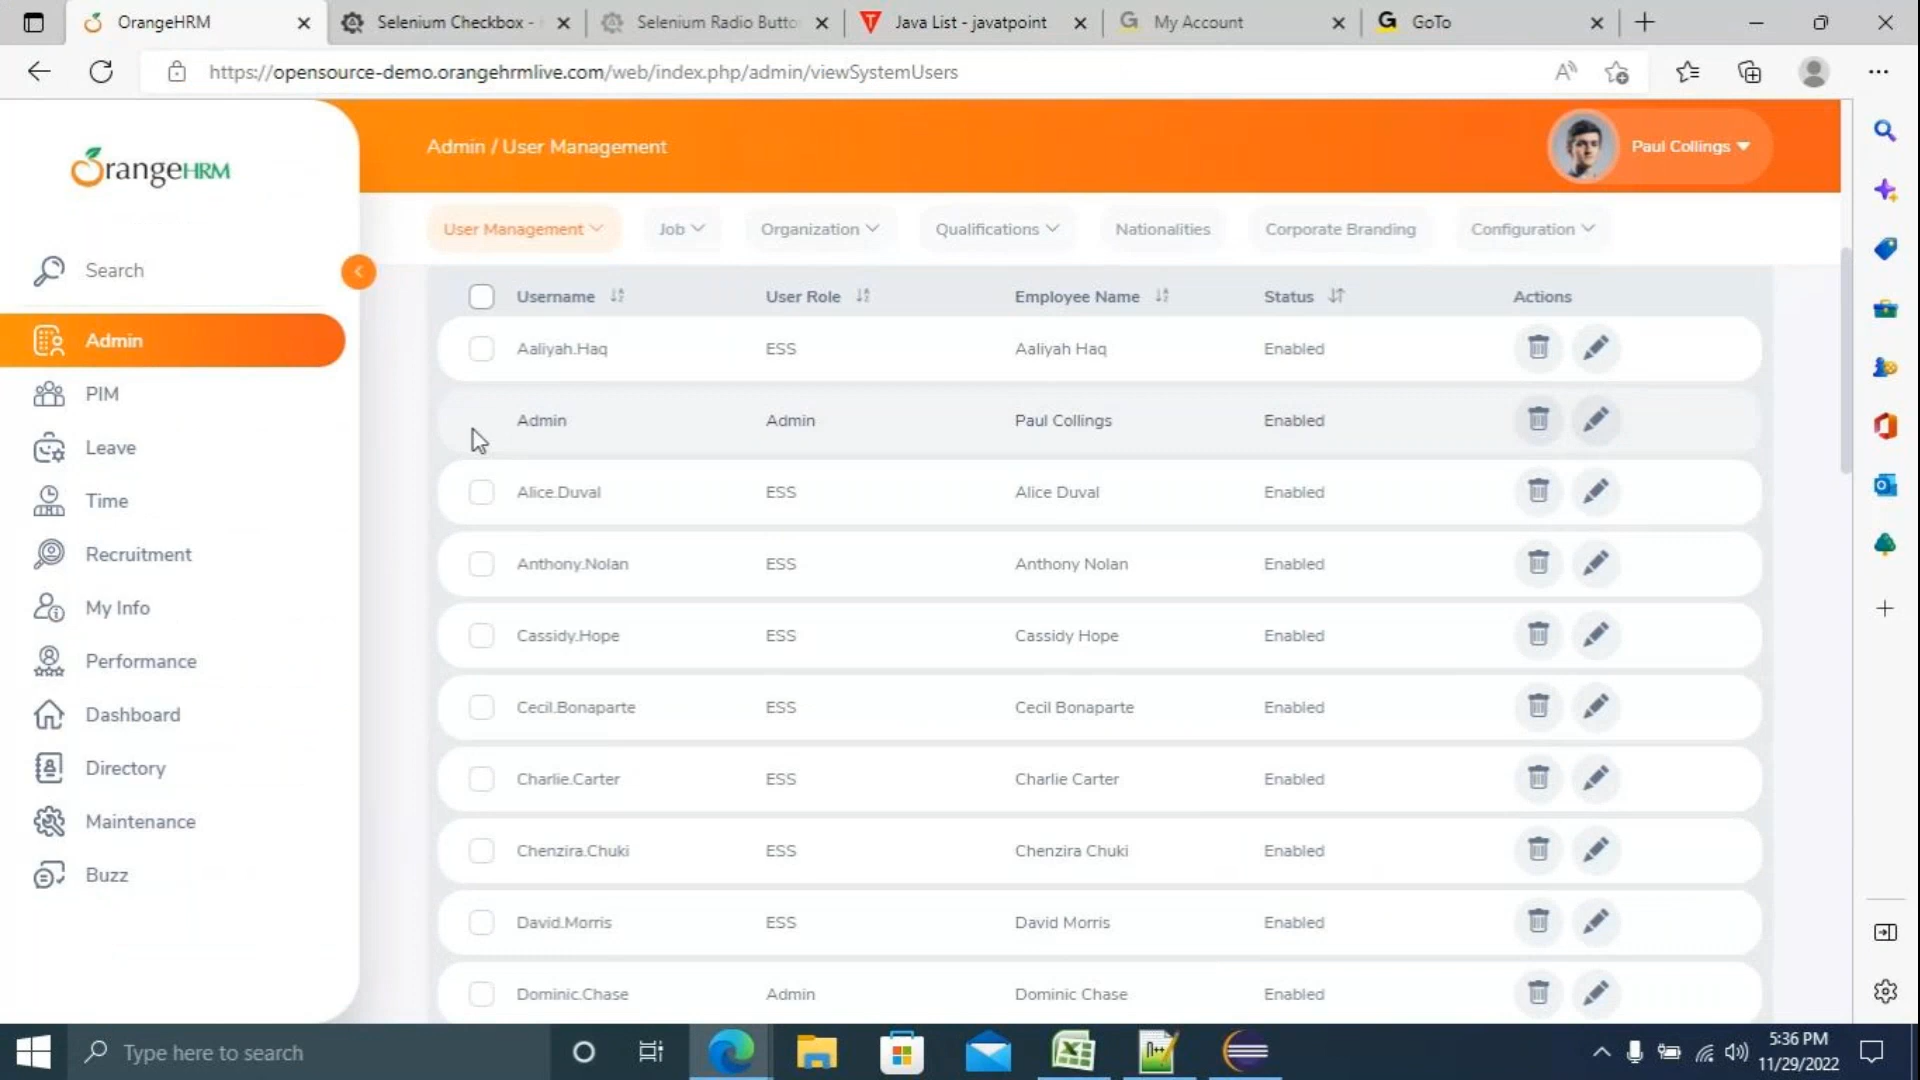 OrangeHRM
Selenium Checkbox -
Selenium Radio Butto
Java List - javatpoint
My Account
GoTo
https://opensource-demo.orangehrmlive.com/web/index.php/admin/viewSystemUsers
OrangeHRM
Admin / User Management
Paul Collings
User Management
Job
Organization
Qualifications
Nationalities
Corporate Branding
Configuration
Search
Admin
PIM
Leave
Time
Recruitment
My Info
Performance
Dashboard
Directory
Maintenance
Buzz
Username User Role Employee Name Status Actions
Aaliyah.Haq ESS Aaliyah Haq Enabled
Admin Admin Paul Collings Enabled
Alice.Duval ESS Alice Duval Enabled
Anthony.Nolan ESS Anthony Nolan Enabled
Cassidy.Hope ESS Cassidy Hope Enabled
Cecil.Bonaparte ESS Cecil Bonaparte Enabled
Charlie.Carter ESS Charlie Carter Enabled
Chenzira.Chuki ESS Chenzira Chuki Enabled
David.Morris ESS David Morris Enabled
Dominic.Chase Admin Dominic Chase Enabled
Type here to search
5:36 PM
11/29/2022